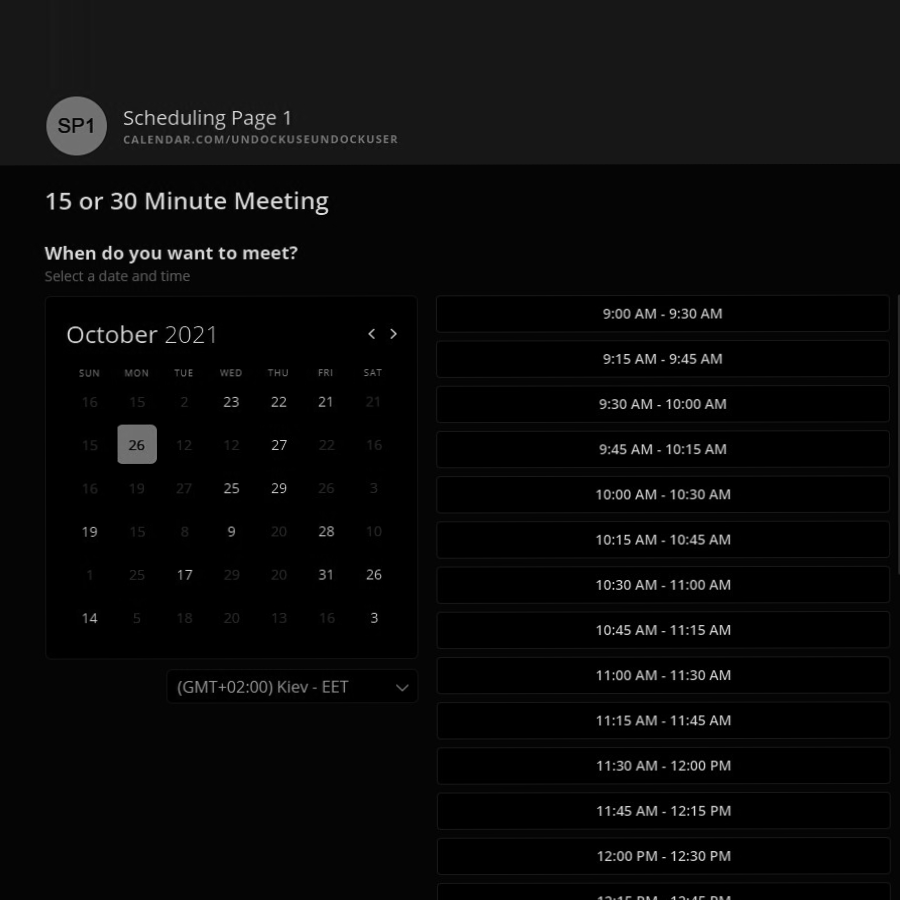 SP1
Scheduling Page 1
CALENDAR.COM/UNDOCKUSEUNDOCKUSER
15 or 30 Minute Meeting
When do you want to meet?
Select a date and time
October 2021
SUN MON TUE WED THU FRI SAT
16 15 2 23 22 21 21
15 26 12 12 27 22 16
16 19 27 25 29 26 3
19 15 8 9 20 28 10
1 25 17 29 20 31 26
14 5 18 20 13 16 3
(GMT+02:00) Kiev - EET
9:00 AM - 9:30 AM
9:15 AM - 9:45 AM
9:30 AM - 10:00 AM
9:45 AM - 10:15 AM
10:00 AM - 10:30 AM
10:15 AM - 10:45 AM
10:30 AM - 11:00 AM
10:45 AM - 11:15 AM
11:00 AM - 11:30 AM
11:15 AM - 11:45 AM
11:30 AM - 12:00 PM
11:45 AM - 12:15 PM
12:00 PM - 12:30 PM
12:15 PM - 12:45 PM